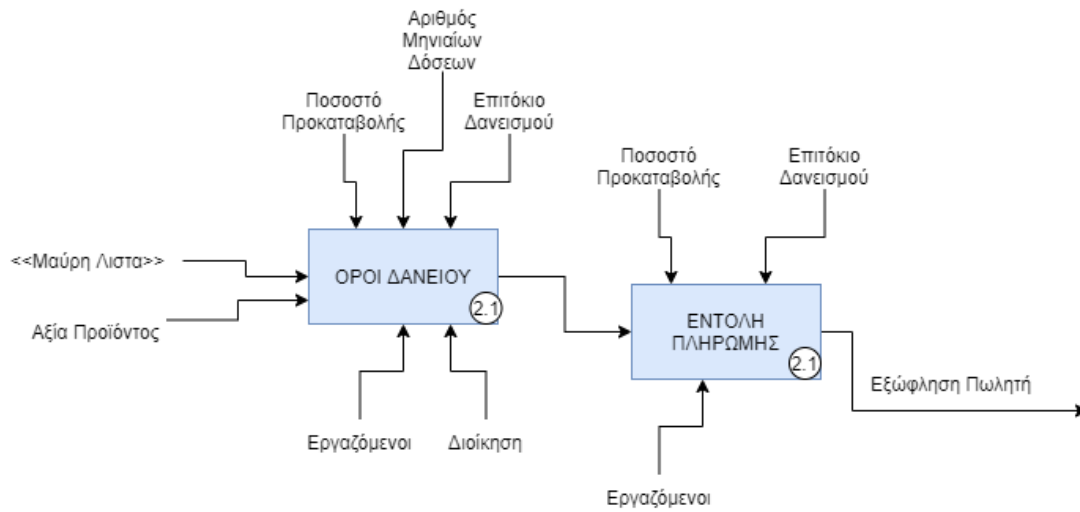 Αριθμός
Μηνιαίων
Δόσεων
Ποσοστό
Προκαταβολής
Επιτόκιο
Δανεισμού
Ποσοστό
Προκαταβολής
Επιτόκιο
Δανεισμού
<<Μαύρη Λιστα>>
ΟΡΟΙ ΔΑΝΕΙΟΥ
2.1
Αξία Προϊόντος
ΕΝΤΟΛΗ
ΠΛΗΡΩΜΗΣ
2.1
Εξώφληση Πωλητή
Εργαζόμενοι
Διοίκηση
Εργαζόμενοι